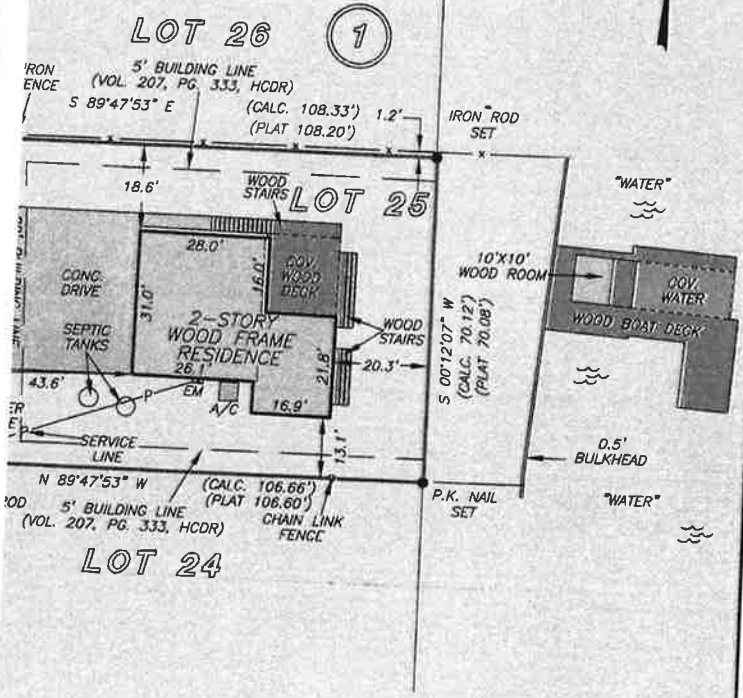 LOT 26
1
5' BUILDING LINE
(VOL. 207, PG. 333, HCDR)
S 89°47'53" E
(CALC. 108.33')
(PLAT 108.20')
1.2'
IRON ROD
SET
x
x
x
x
x
18.6'
WOOD
STAIRS
LOT 25
"WATER"
28.0'
16.0'
COV.
WOOD
DECK
10'X10'
WOOD ROOM
COV.
WATER
CONC.
DRIVE
31.0'
2-STORY
WOOD FRAME
RESIDENCE
WOOD BOAT DECK
SEPTIC
TANKS
WOOD
STAIRS
S 00°12'07" W
(CALC. 70.12')
(PLAT 70.08')
21.8'
20.3'
26.1'
43.6'
P
EM
A/C
16.9'
SERVICE
LINE
13.1'
0.5'
BULKHEAD
N 89°47'53" W
(CALC. 106.66')
(PLAT 106.60')
P.K. NAIL
SET
"WATER"
5' BUILDING LINE
(VOL. 207, PG. 333, HCDR)
CHAIN LINK
FENCE
LOT 24